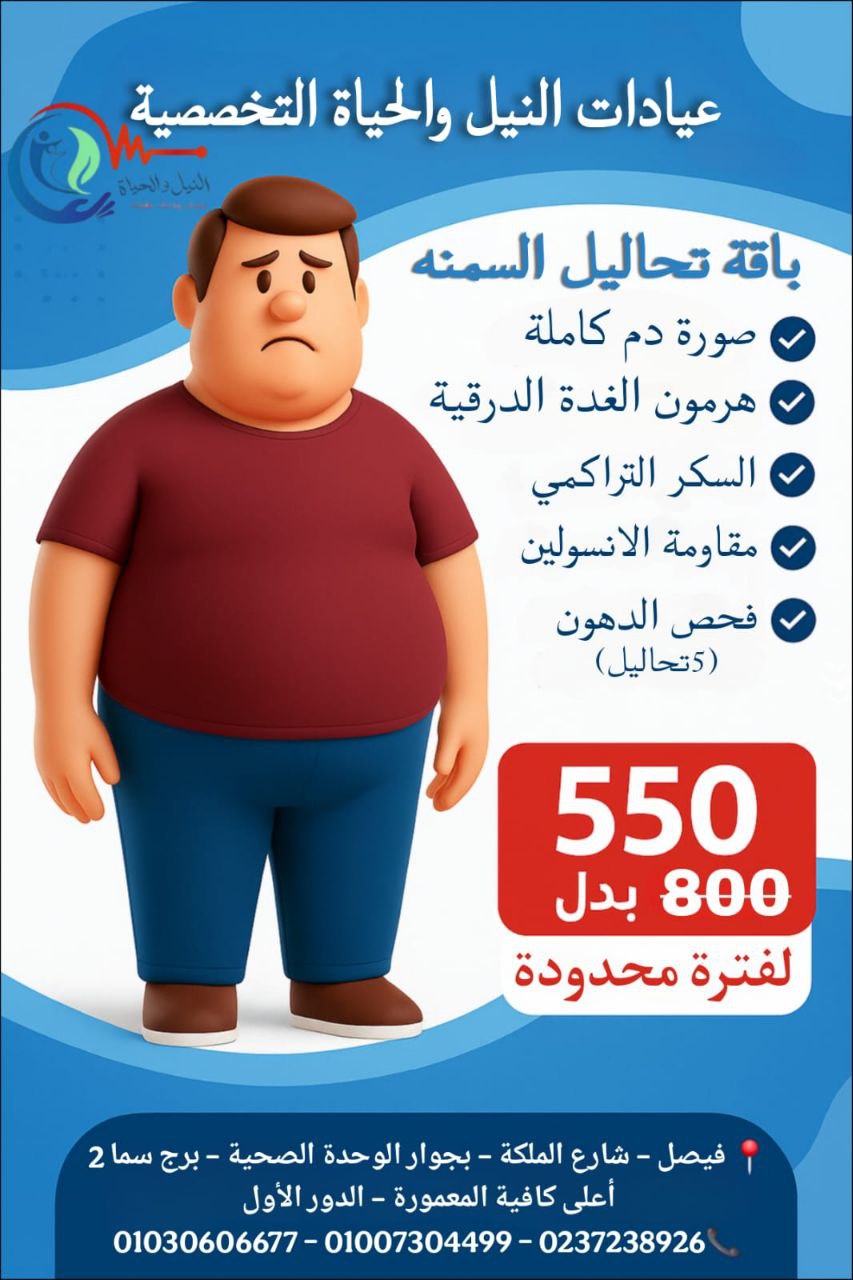 عيادات النيل والحياة التخصصية
النيل والحياة
باقة تحاليل السمنه
صورة دم كاملة
هرمون الغدة الدرقية
السكر التراكمي
مقاومة الانسولين
فحص الدهون
(5تحاليل)
550
بدل 800
لفترة محدودة
فيصل – شارع الملكة – بجوار الوحدة الصحية – برج سما 2
أعلى كافية المعمورة – الدور الأول
01030606677 – 01007304499 – 0237238926